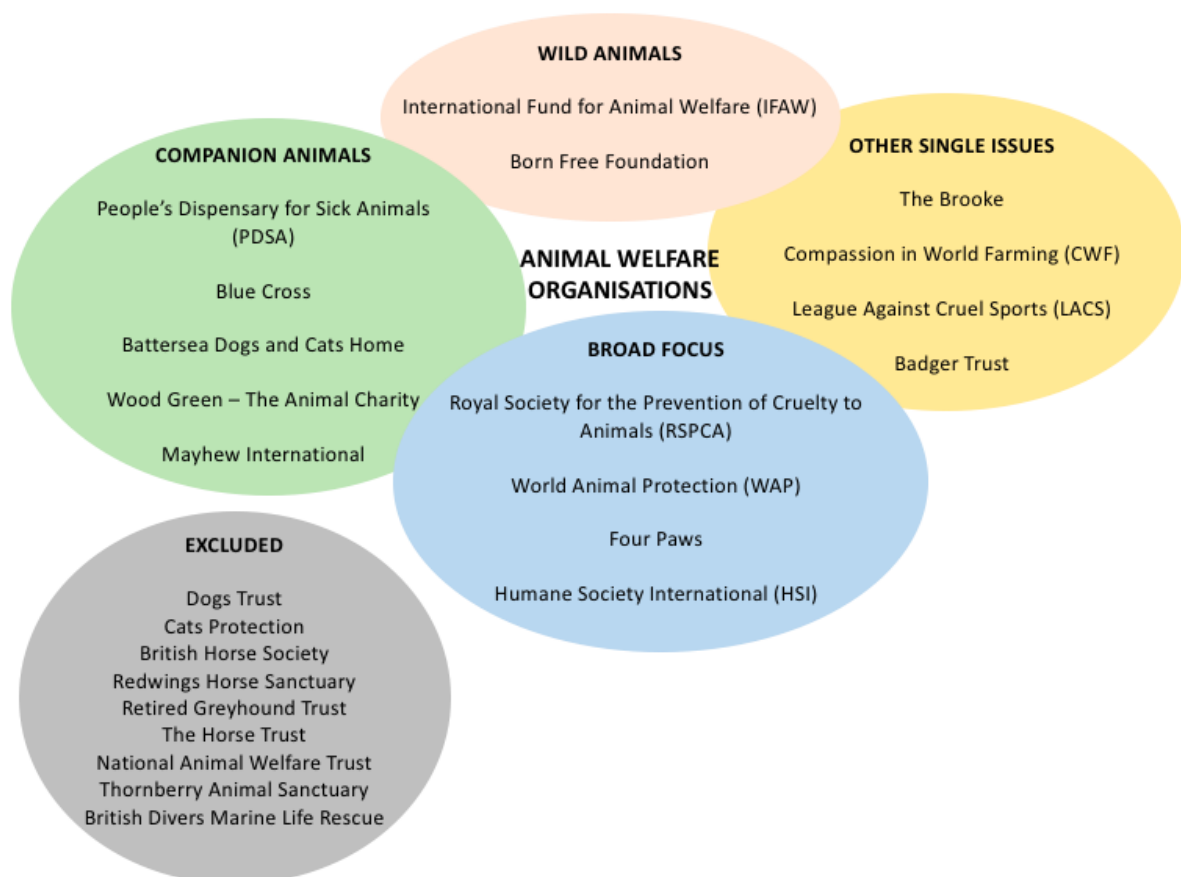 WILD ANIMALS
International Fund for Animal Welfare (IFAW)
Born Free Foundation
COMPANION ANIMALS
People’s Dispensary for Sick Animals
(PDSA)
Blue Cross
Battersea Dogs and Cats Home
Wood Green – The Animal Charity
Mayhew International
OTHER SINGLE ISSUES
The Brooke
Compassion in World Farming (CWF)
League Against Cruel Sports (LACS)
Badger Trust
ANIMAL WELFARE
ORGANISATIONS
BROAD FOCUS
Royal Society for the Prevention of Cruelty to
Animals (RSPCA)
World Animal Protection (WAP)
Four Paws
Humane Society International (HSI)
EXCLUDED
Dogs Trust
Cats Protection
British Horse Society
Redwings Horse Sanctuary
Retired Greyhound Trust
The Horse Trust
National Animal Welfare Trust
Thornberry Animal Sanctuary
British Divers Marine Life Rescue